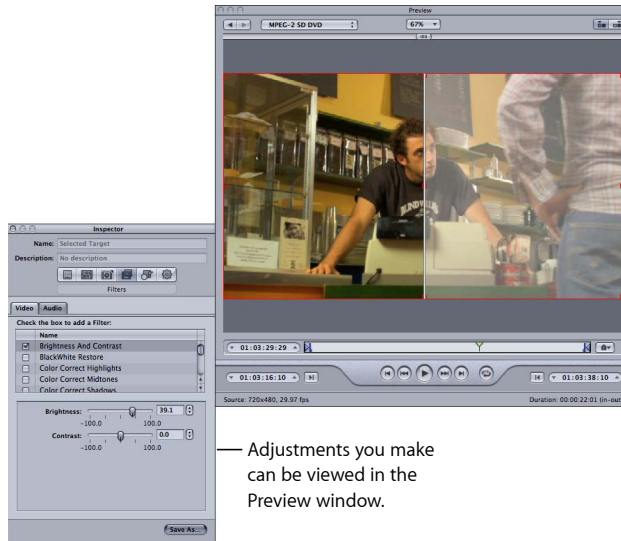 Preview
MPEG-2 SD DVD
67%
01:03:29:29
01:03:16:10
01:03:38:10
Source: 720x480, 29.97 fps
Duration: 00:00:22:01 (in-out
Inspector
Name: Selected Target
Description: No description
Filters
Video Audio
Check the box to add a Filter:
Name
Brightness And Contrast
BlackWhite Restore
Color Correct Highlights
Color Correct Midtones
Color Correct Shadows
Brightness: 39.1
-100.0 100.0
Contrast: 0.0
-100.0 100.0
Save As...
Adjustments you make
can be viewed in the
Preview window.